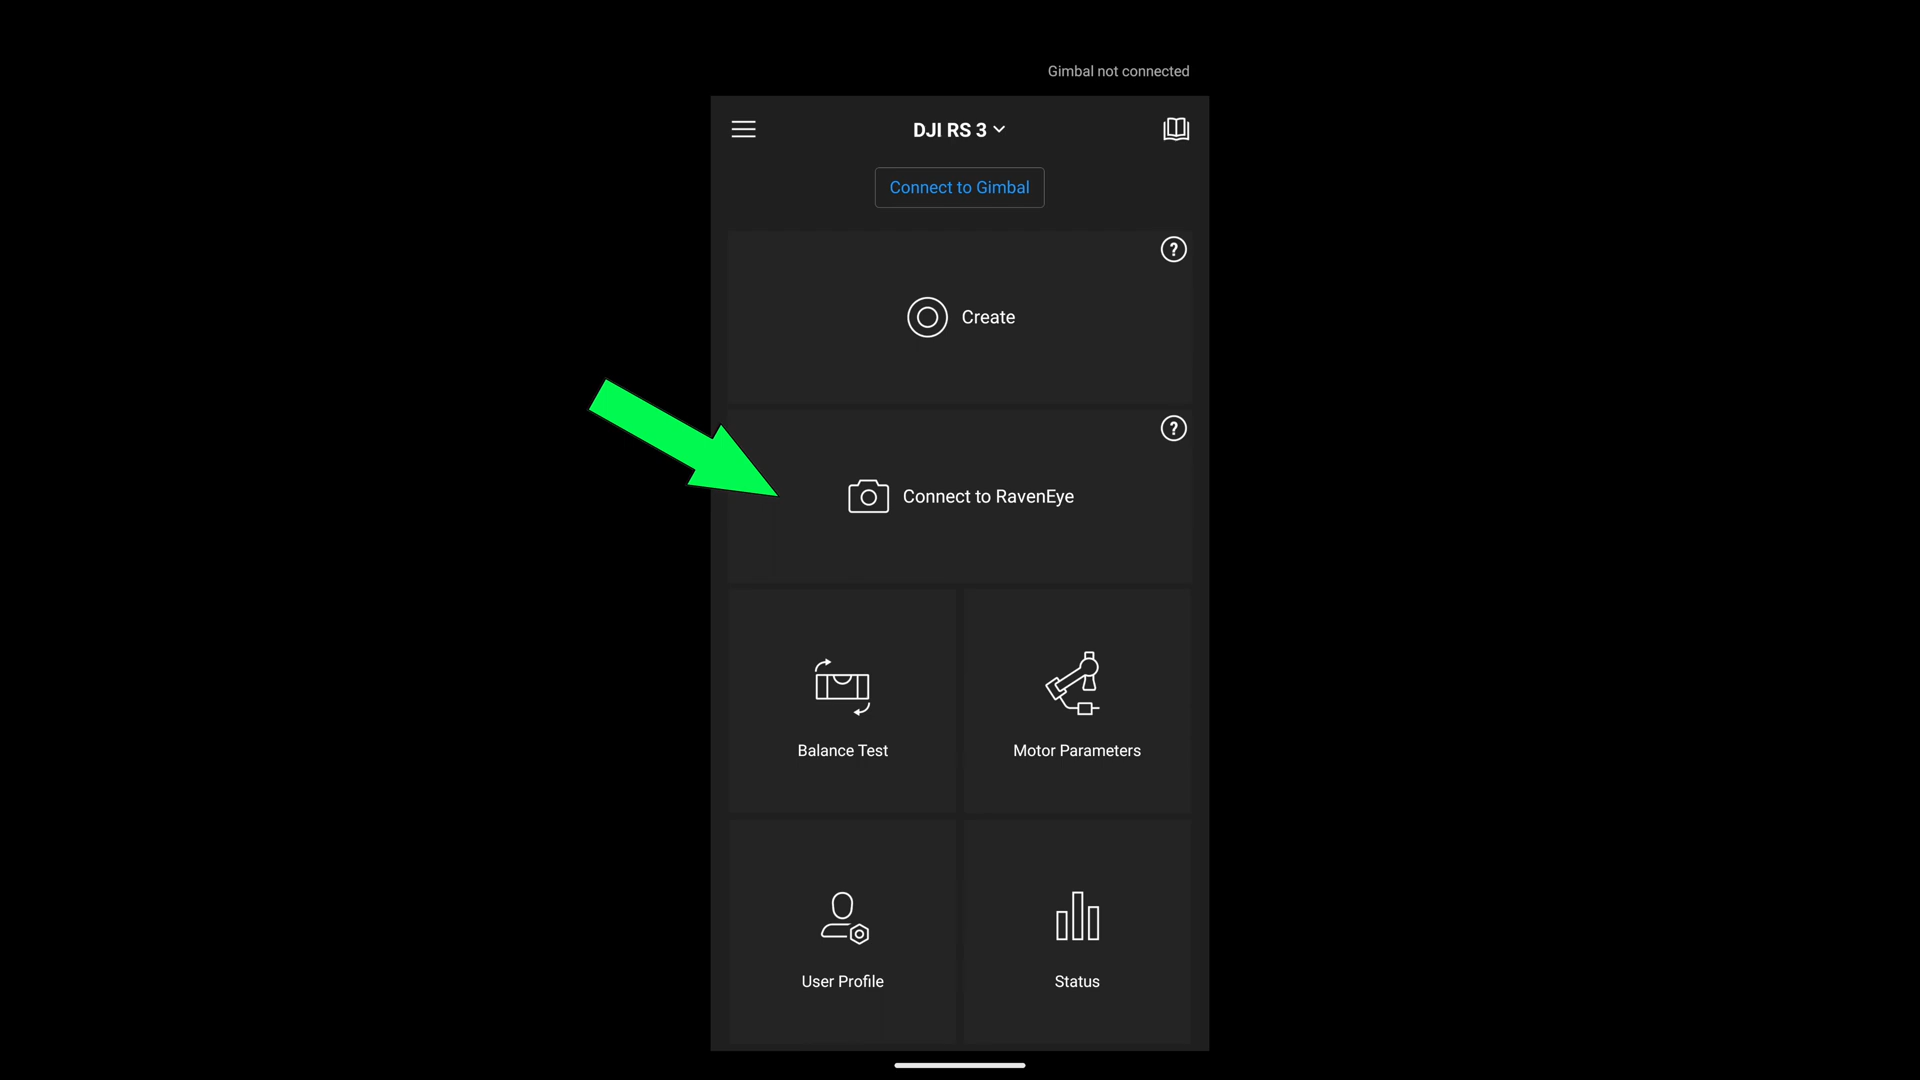 Gimbal not connected
DJI RS 3
Connect to Gimbal
?
Create
?
Connect to RavenEye
Balance Test
Motor Parameters
User Profile
Status